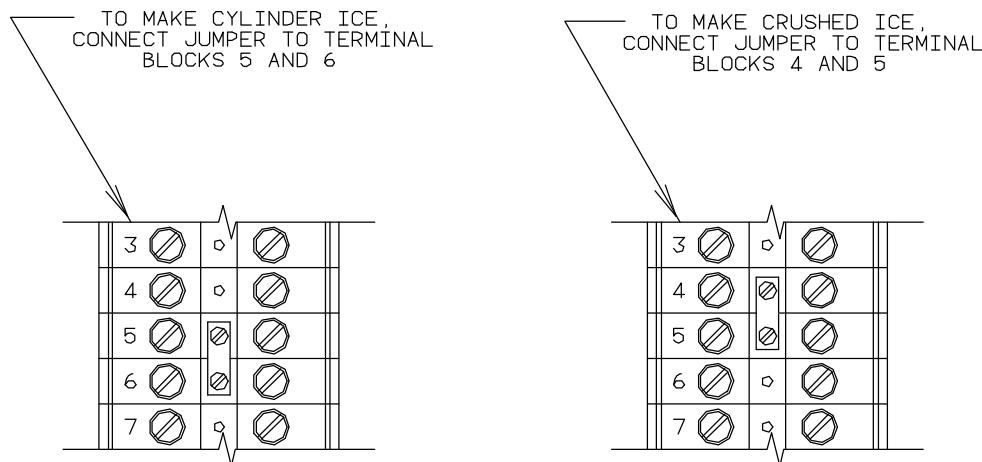 TO MAKE CYLINDER ICE,
CONNECT JUMPER TO TERMINAL
BLOCKS 5 AND 6
3
4
5
6
7
TO MAKE CRUSHED ICE,
CONNECT JUMPER TO TERMINAL
BLOCKS 4 AND 5
3
4
5
6
7